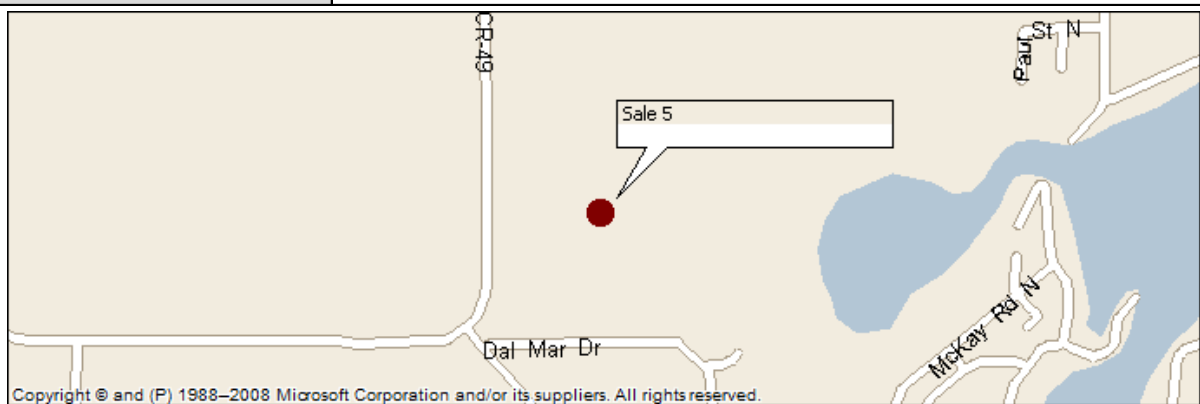 CR-49
Paul St N
Sale 5
McKay Rd N
Dal Mar Dr
Copyright © and (P) 1988–2008 Microsoft Corporation and/or its suppliers. All rights reserved.